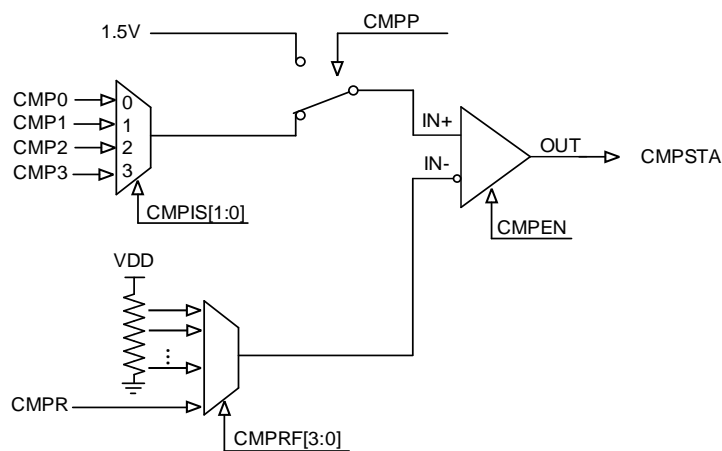 1.5V
CMPP
CMP0
CMP1
CMP2
CMP3
0
1
2
3
CMPIS[1:0]
IN+
IN-
OUT
CMPSTA
CMPEN
VDD
CMPR
CMPRF[3:0]